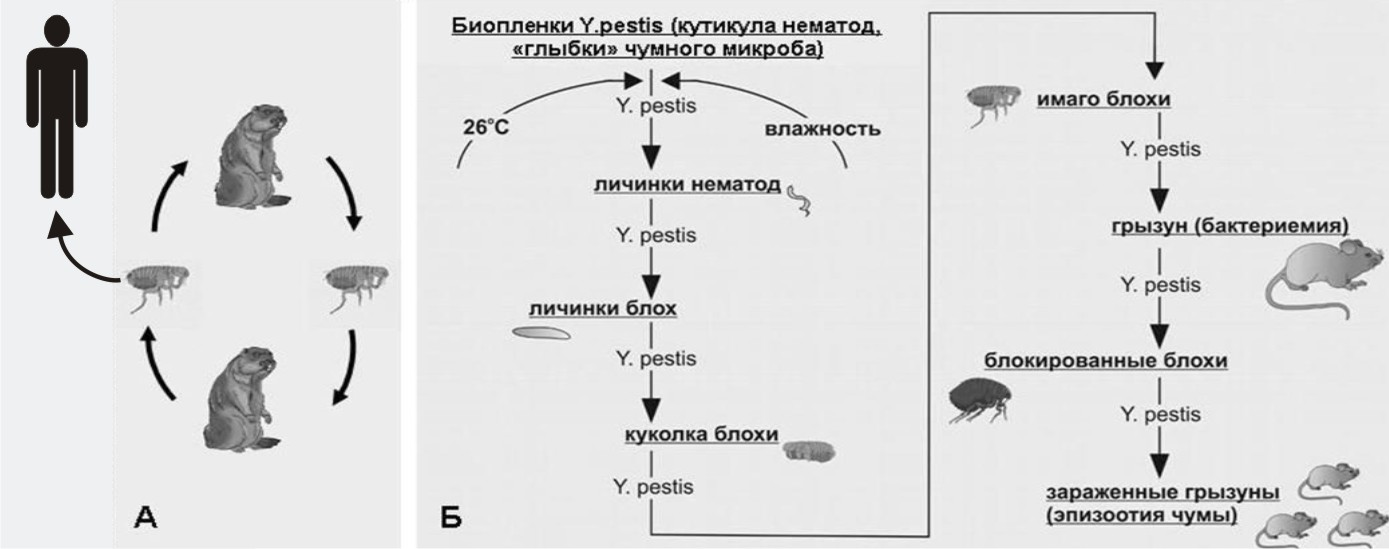 Биопленки Y.pestis (кутикула нематод,
«глыбки» чумного микроба)
Y. pestis
26°C
влажность
личинки нематод
Y. pestis
личинки блох
Y. pestis
куколка блохи
Y. pestis
имаго блохи
Y. pestis
грызун (бактериемия)
Y. pestis
блокированные блохи
Y. pestis
зараженные грызуны
(эпизоотия чумы)
А
Б